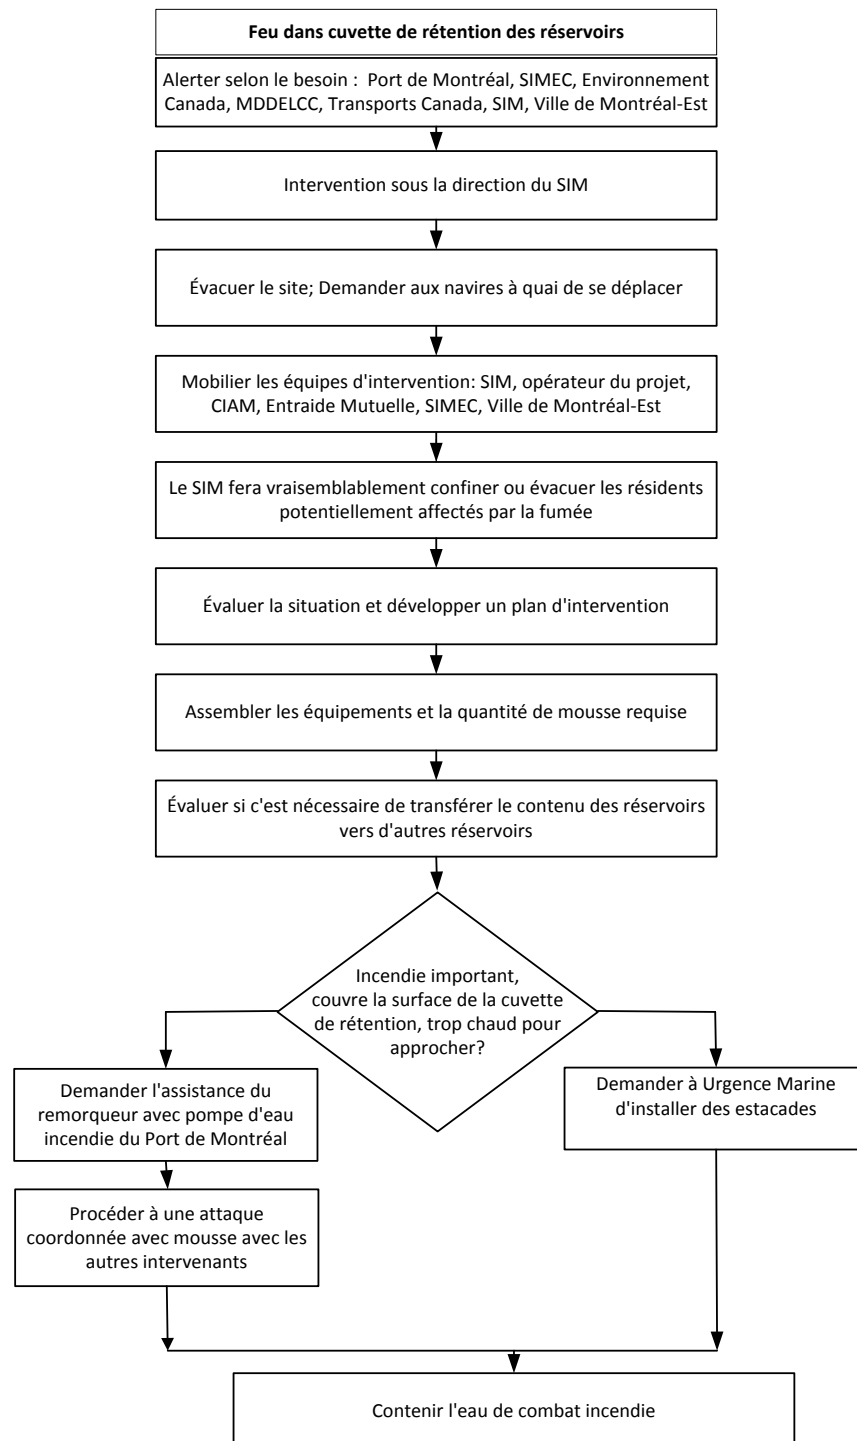 Feu dans cuvette de rétention des réservoirs
Alerter selon le besoin : Port de Montréal, SIMEC, Environnement
Canada, MDDELCC, Transports Canada, SIM, Ville de Montréal-Est
Intervention sous la direction du SIM
Évacuer le site; Demander aux navires à quai de se déplacer
Mobilier les équipes d'intervention: SIM, opérateur du projet,
CIAM, Entraide Mutuelle, SIMEC, Ville de Montréal-Est
Le SIM fera vraisemblablement confiner ou évacuer les résidents
potentiellement affectés par la fumée
Évaluer la situation et développer un plan d'intervention
Assembler les équipements et la quantité de mousse requise
Évaluer si c'est nécessaire de transférer le contenu des réservoirs
vers d'autres réservoirs
Incendie important,
couvre la surface de la cuvette
de rétention, trop chaud pour
approcher?
Demander l'assistance du
remorqueur avec pompe d'eau
incendie du Port de Montréal
Procéder à une attaque
coordonnée avec mousse avec les
autres intervenants
Demander à Urgence Marine
d'installer des estacades
Contenir l'eau de combat incendie